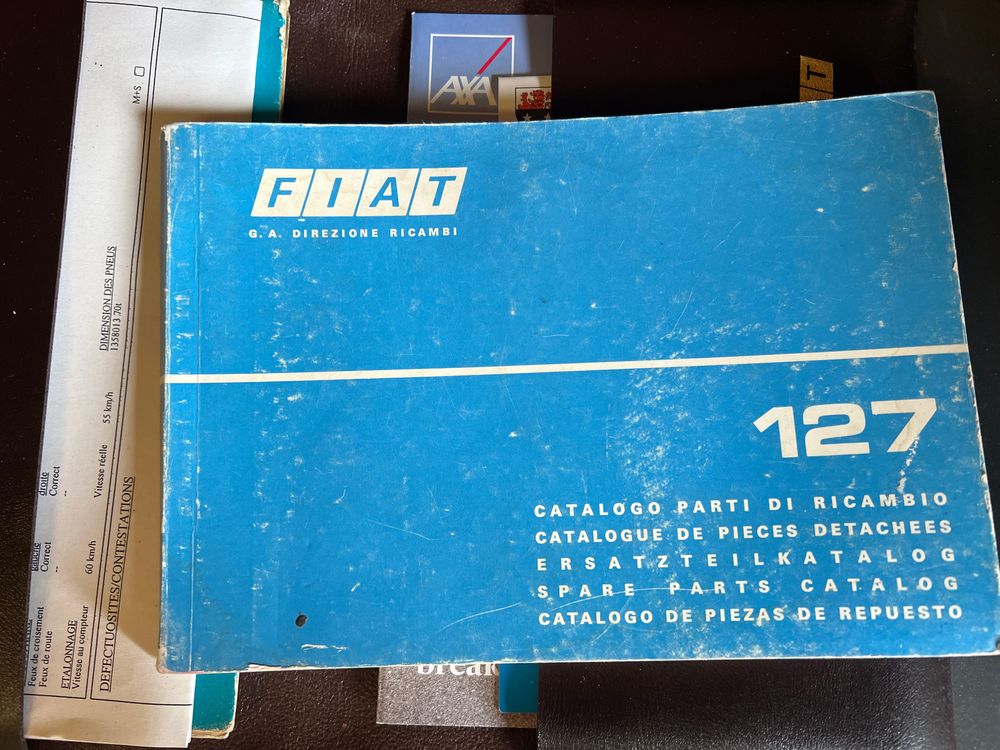 AXA
FIAT
G.A. DIREZIONE RICAMBI
127
CATALOGO PARTI DI RICAMBIO
CATALOGUE DE PIECES DETACHEES
ERSATZTEILKATALOG
SPARE PARTS CATALOG
CATALOGO DE PIEZAS DE REPUESTO
gauche droite
Feux de croisement Correct Correct
Feux de route -- --
ETALONNAGE
Vitesse au compteur 60 km/h Vitesse réelle 55 km/h
DIMENSION DES PNEUS
1358013 70t
DEFECTUOSITES/CONTESTATIONS
M+S